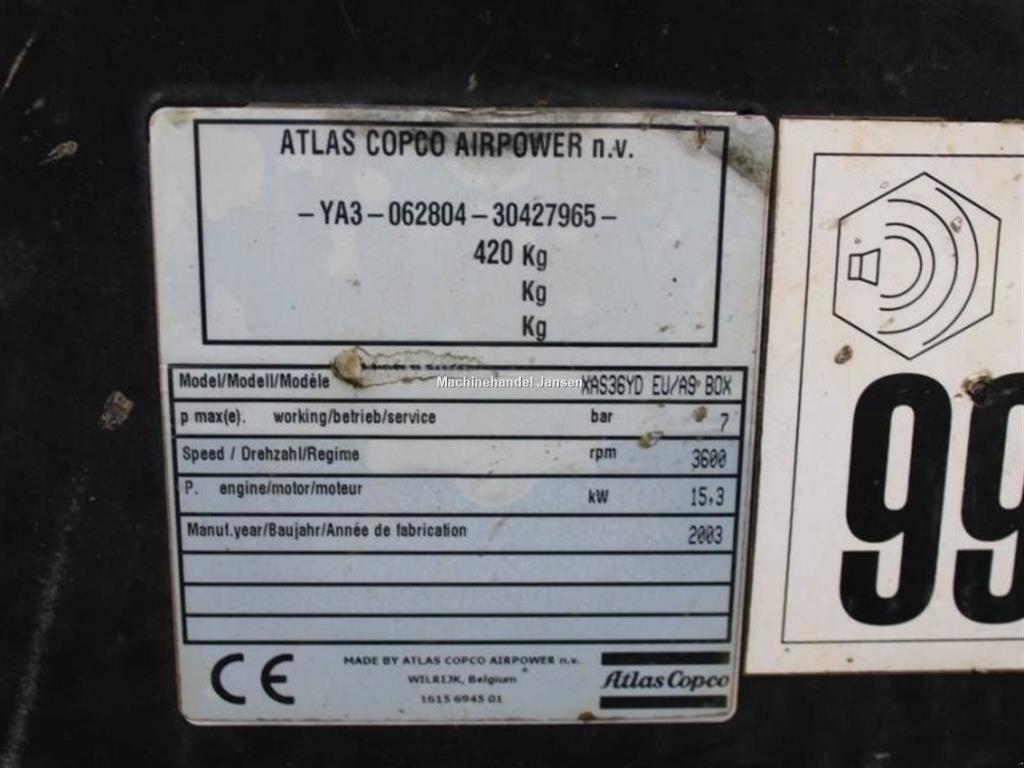 ATLAS COPCO AIRPOWER n.v.
-YA3-062804-30427965-
420 Kg
Kg
Kg
Model/Modell/Modèle XAS36YD EU/A9 BOX
Machinehandel Jansen
p max(e). working/betrieb/service bar 7
Speed / Drehzahl/Regime rpm 3600
P. engine/motor/moteur kW 15,3
Manuf.year/Baujahr/Année de fabrication 2003
CE
MADE BY ATLAS COPCO AIRPOWER n.v.
WILRIJK, Belgium
1615 6945 01
Atlas Copco
99